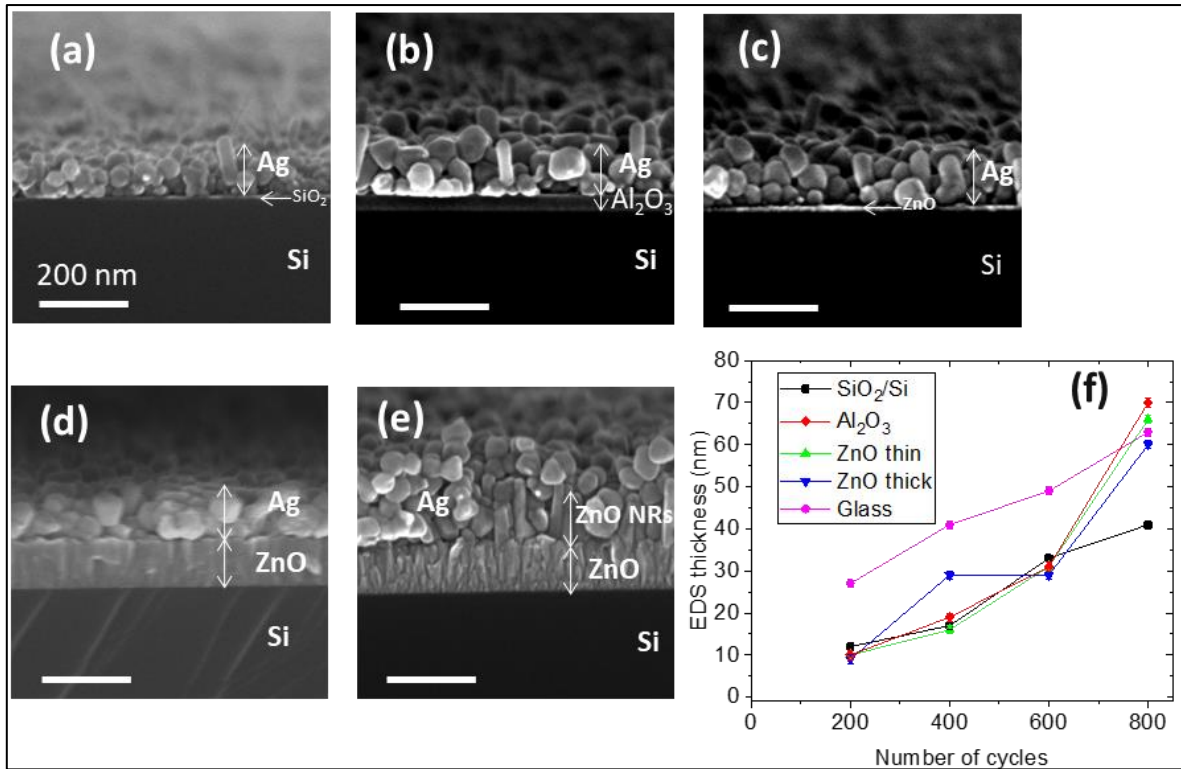 (a)
Ag
SiO₂
Si
200 nm
(b)
Ag
Al₂O₃
Si
(c)
Ag
ZnO
Si
(d)
Ag
ZnO
Si
(e)
Ag
ZnO NRs
ZnO
Si
(f)
SiO₂/Si
Al₂O₃
ZnO thin
ZnO thick
Glass
EDS thickness (nm)
80
70
60
50
40
30
20
10
0
0 200 400 600 800
Number of cycles